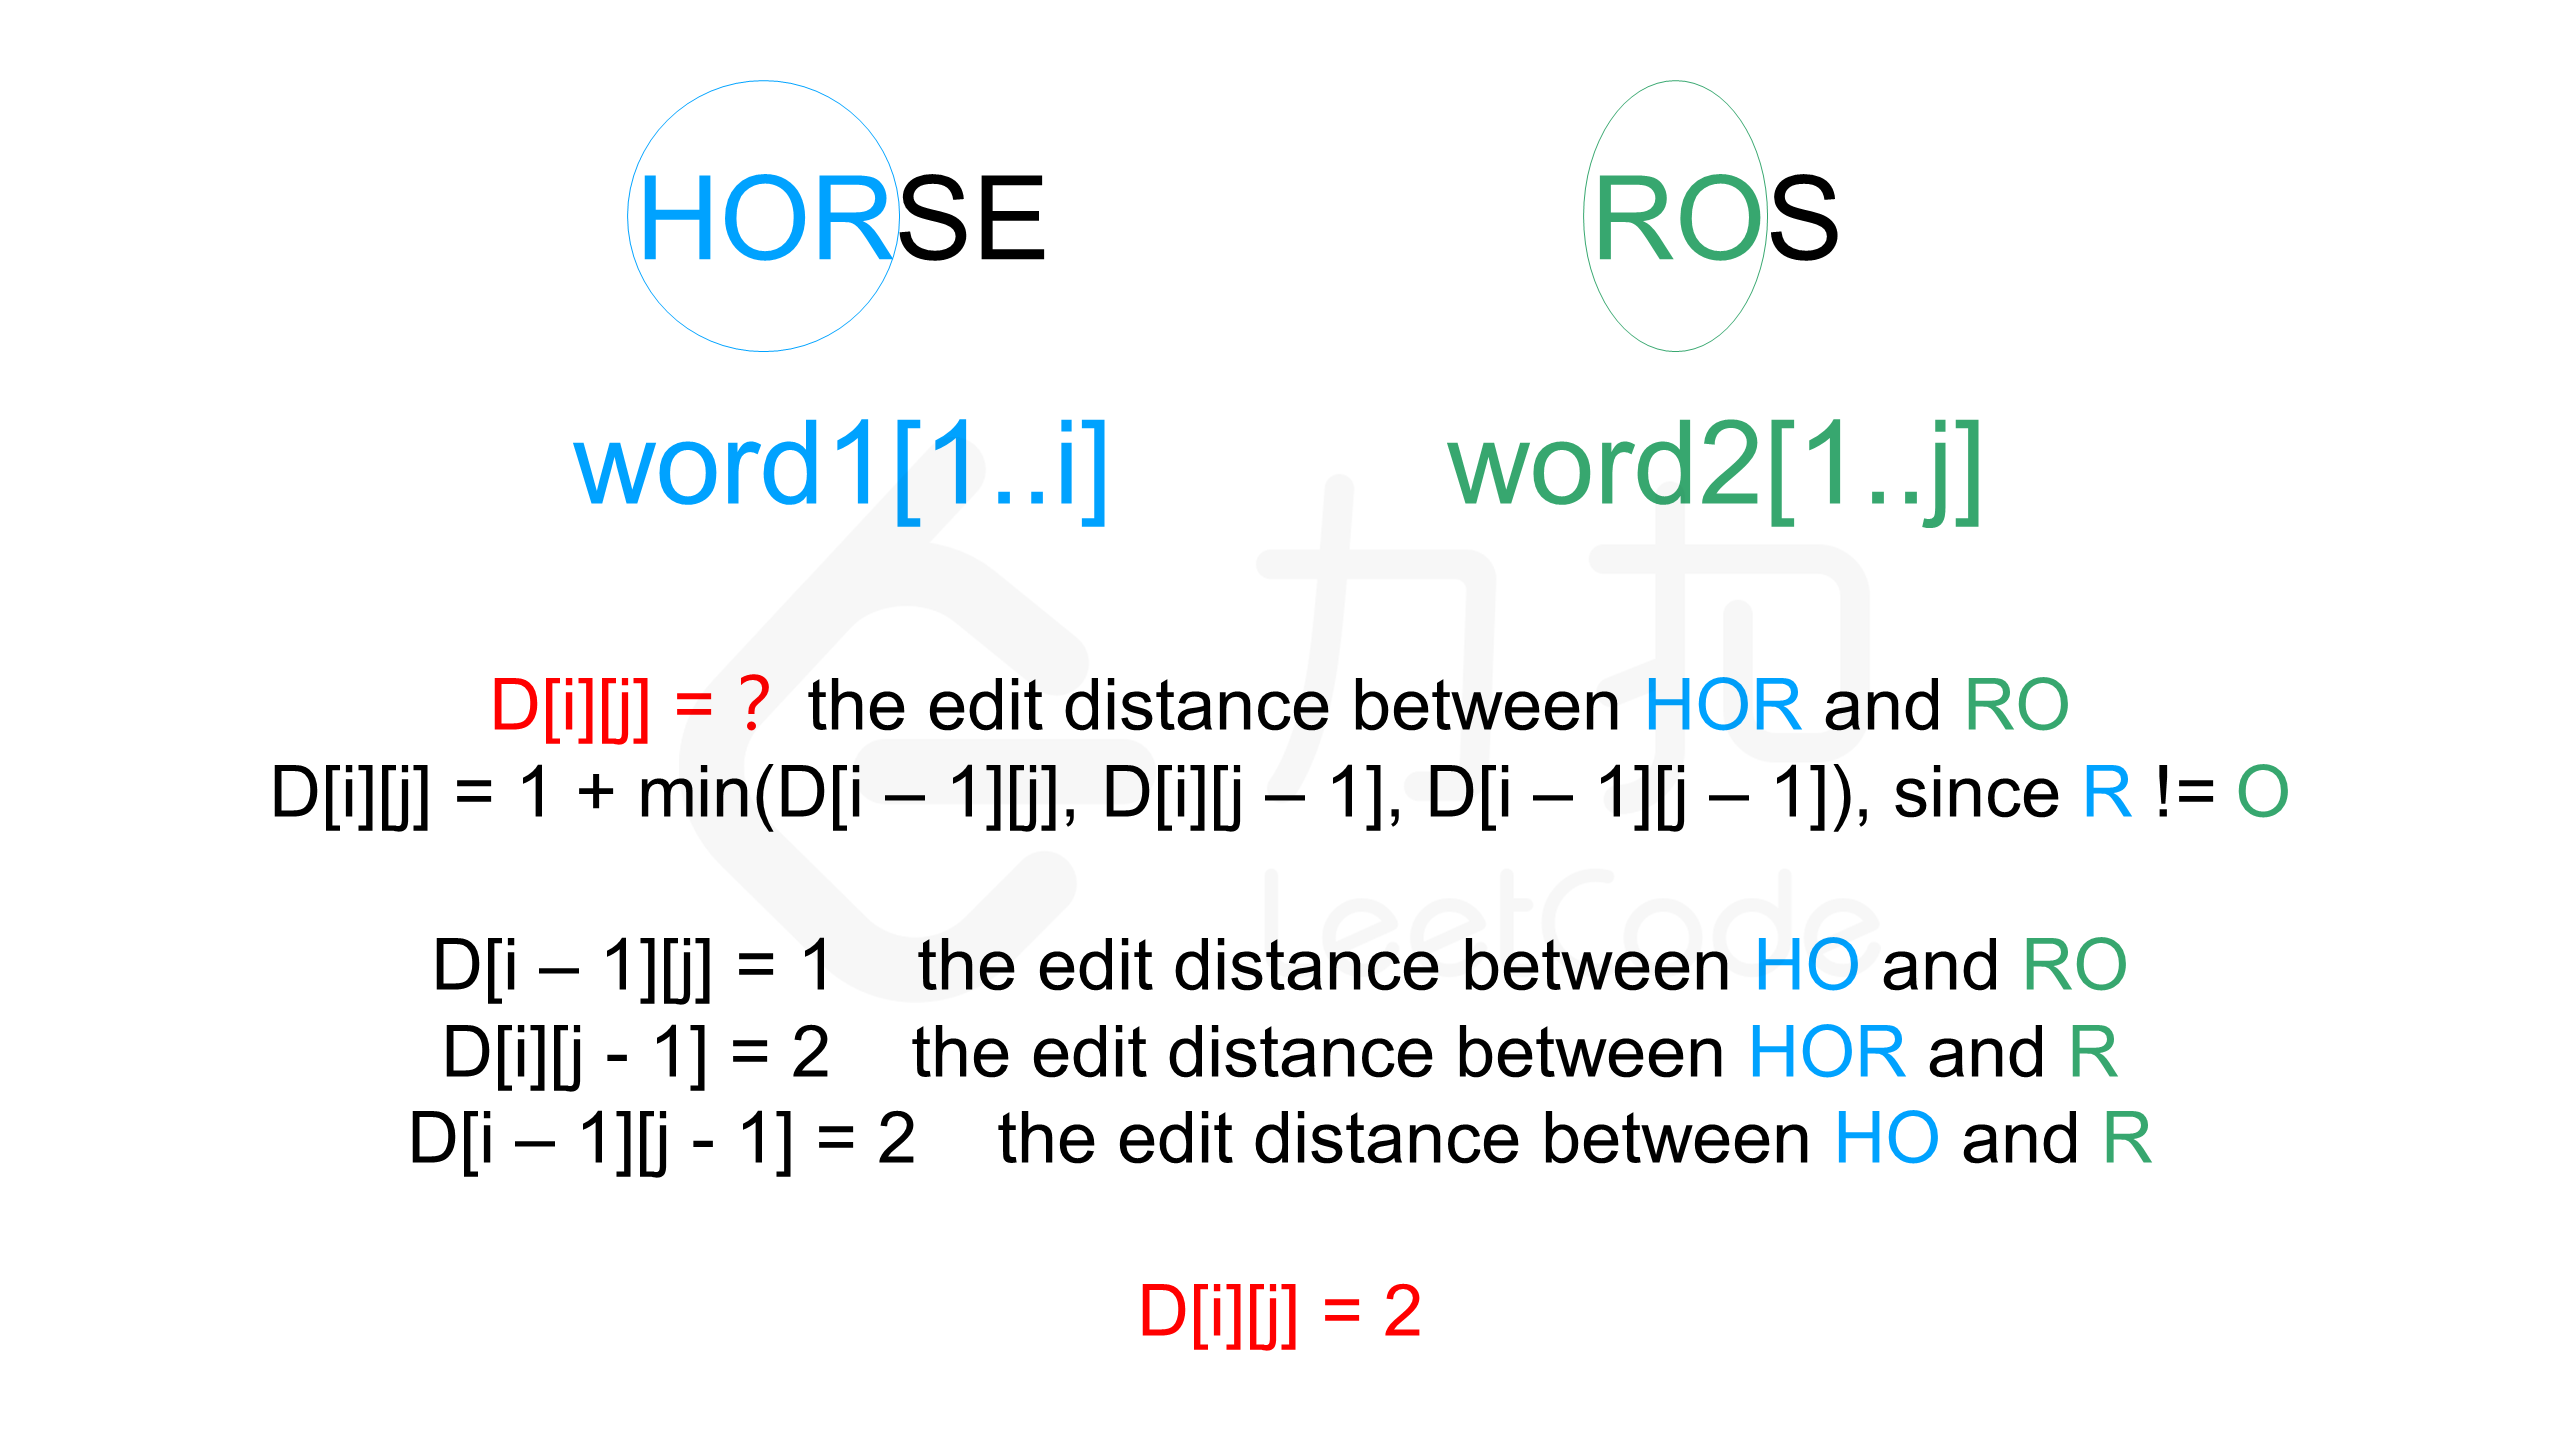 HORSE ROS
word1[1..i] word2[1..j]
力扣
D[i][j] = ? the edit distance between HOR and RO
D[i][j] = 1 + min(D[i – 1][j], D[i][j – 1], D[i – 1][j – 1]), since R != O
LeetCode
D[i – 1][j] = 1 the edit distance between HO and RO
D[i][j - 1] = 2 the edit distance between HOR and R
D[i – 1][j - 1] = 2 the edit distance between HO and R
D[i][j] = 2